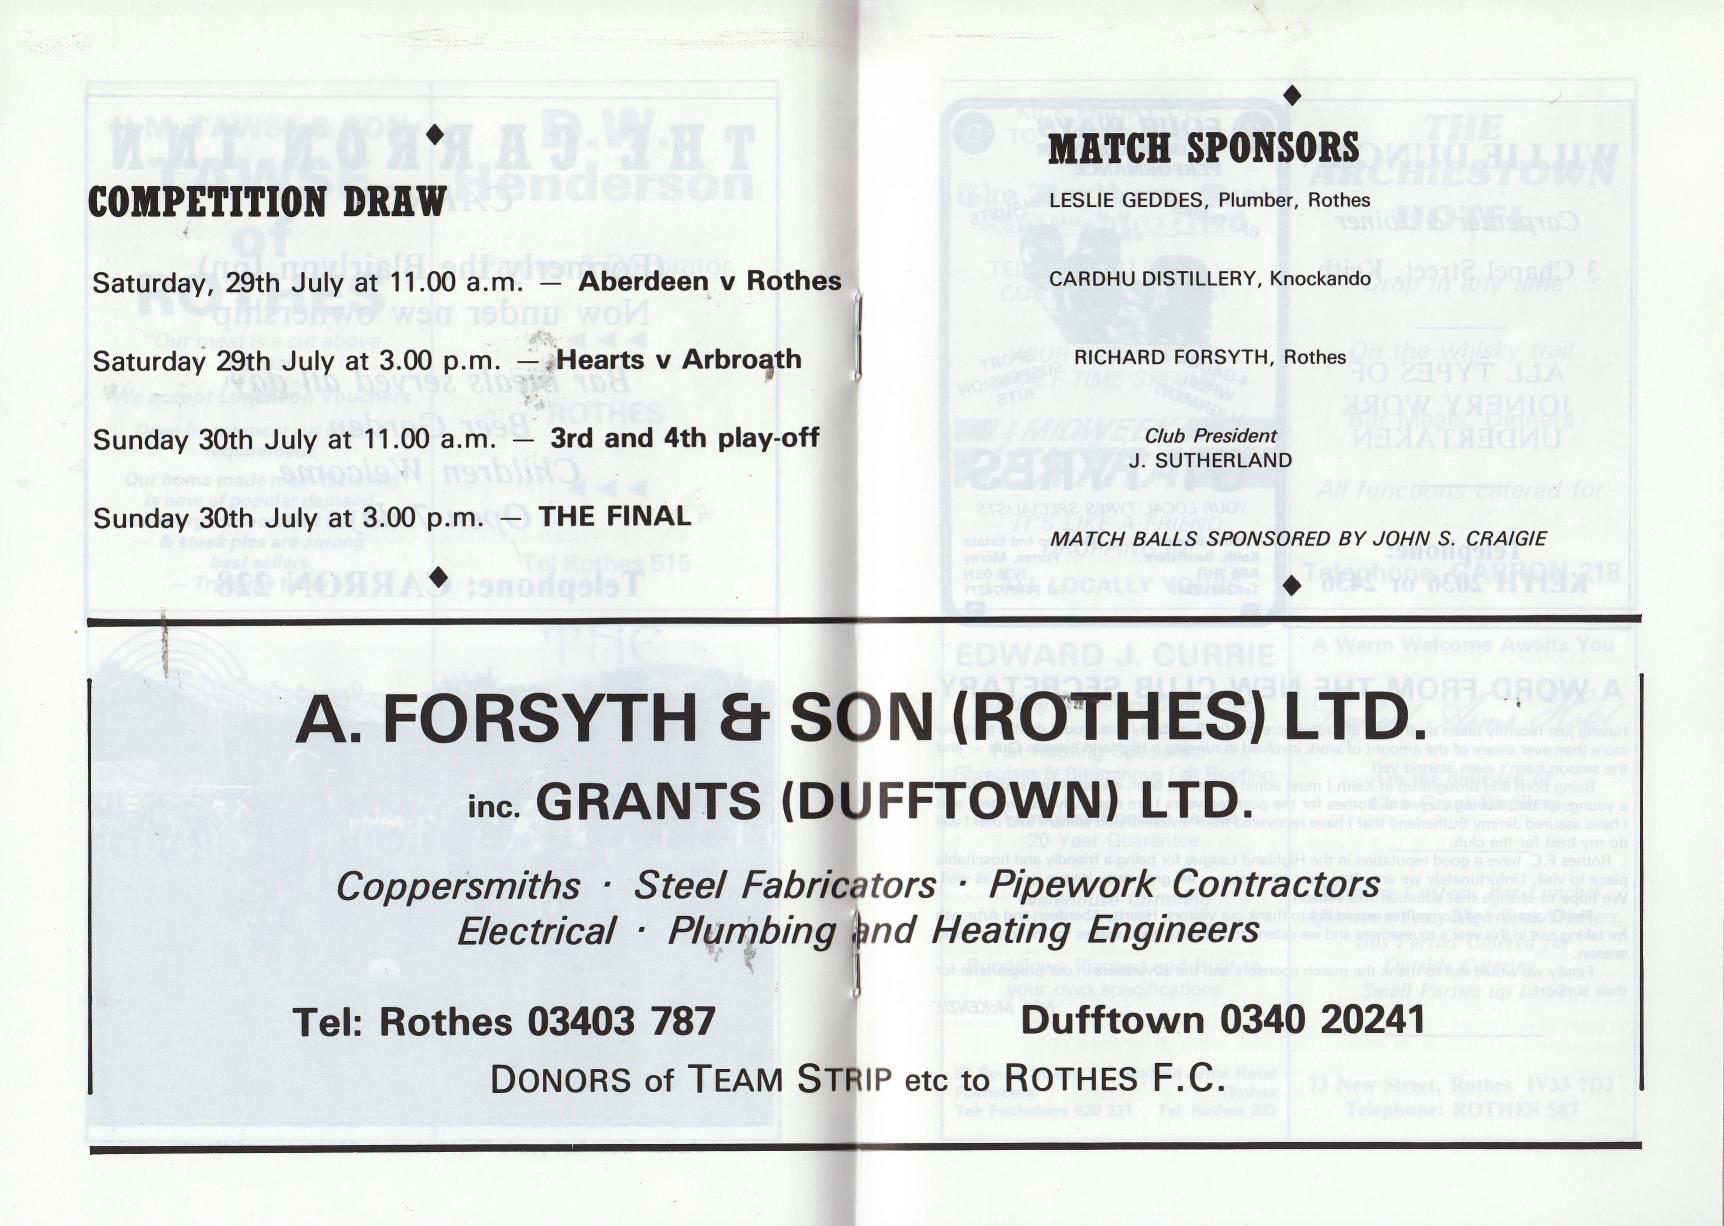 COMPETITION DRAW
Saturday, 29th July at 11.00 a.m. — Aberdeen v Rothes
Saturday 29th July at 3.00 p.m. — Hearts v Arbroath
Sunday 30th July at 11.00 a.m. — 3rd and 4th play-off
Sunday 30th July at 3.00 p.m. — THE FINAL
MATCH SPONSORS
LESLIE GEDDES, Plumber, Rothes
CARDHU DISTILLERY, Knockando
RICHARD FORSYTH, Rothes
Club President
J. SUTHERLAND
MATCH BALLS SPONSORED BY JOHN S. CRAIGIE
A. FORSYTH & SON (ROTHES) LTD.
inc. GRANTS (DUFFTOWN) LTD.
Coppersmiths · Steel Fabricators · Pipework Contractors
Electrical · Plumbing and Heating Engineers
Tel: Rothes 03403 787 Dufftown 0340 20241
DONORS of TEAM STRIP etc to ROTHES F.C.